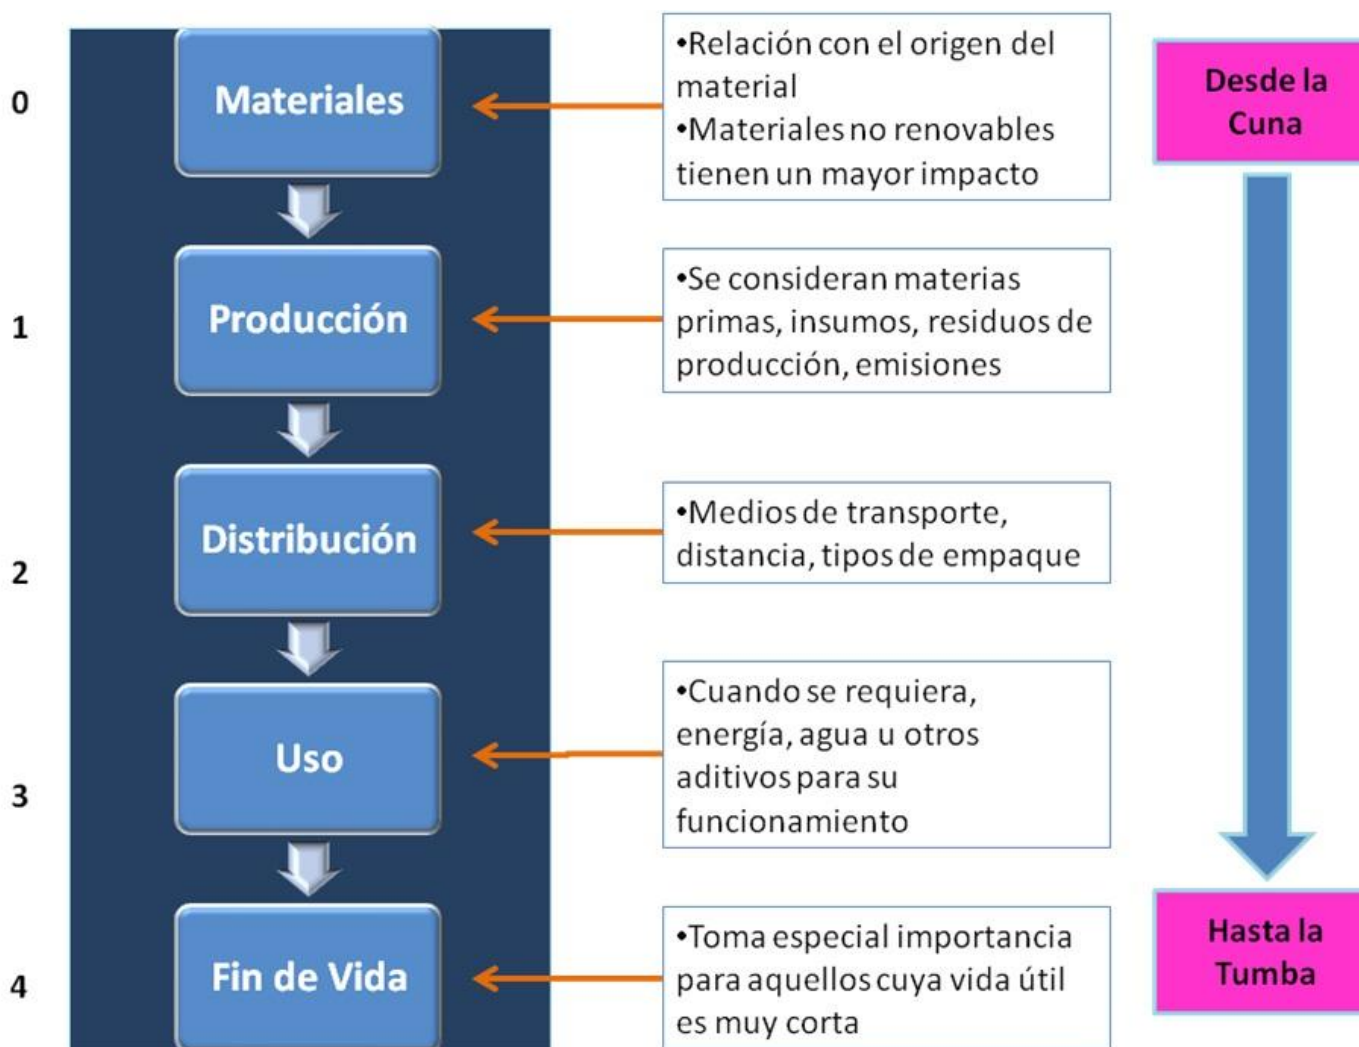 0
Materiales
•Relación con el origen del
material
•Materiales no renovables
tienen un mayor impacto
Desde la
Cuna
1
Producción
•Se consideran materias
primas, insumos, residuos de
producción, emisiones
2
Distribución
•Medios de transporte,
distancia, tipos de empaque
3
Uso
•Cuando se requiera,
energía, agua u otros
aditivos para su
funcionamiento
4
Fin de Vida
•Toma especial importancia
para aquellos cuya vida útil
es muy corta
Hasta la
Tumba